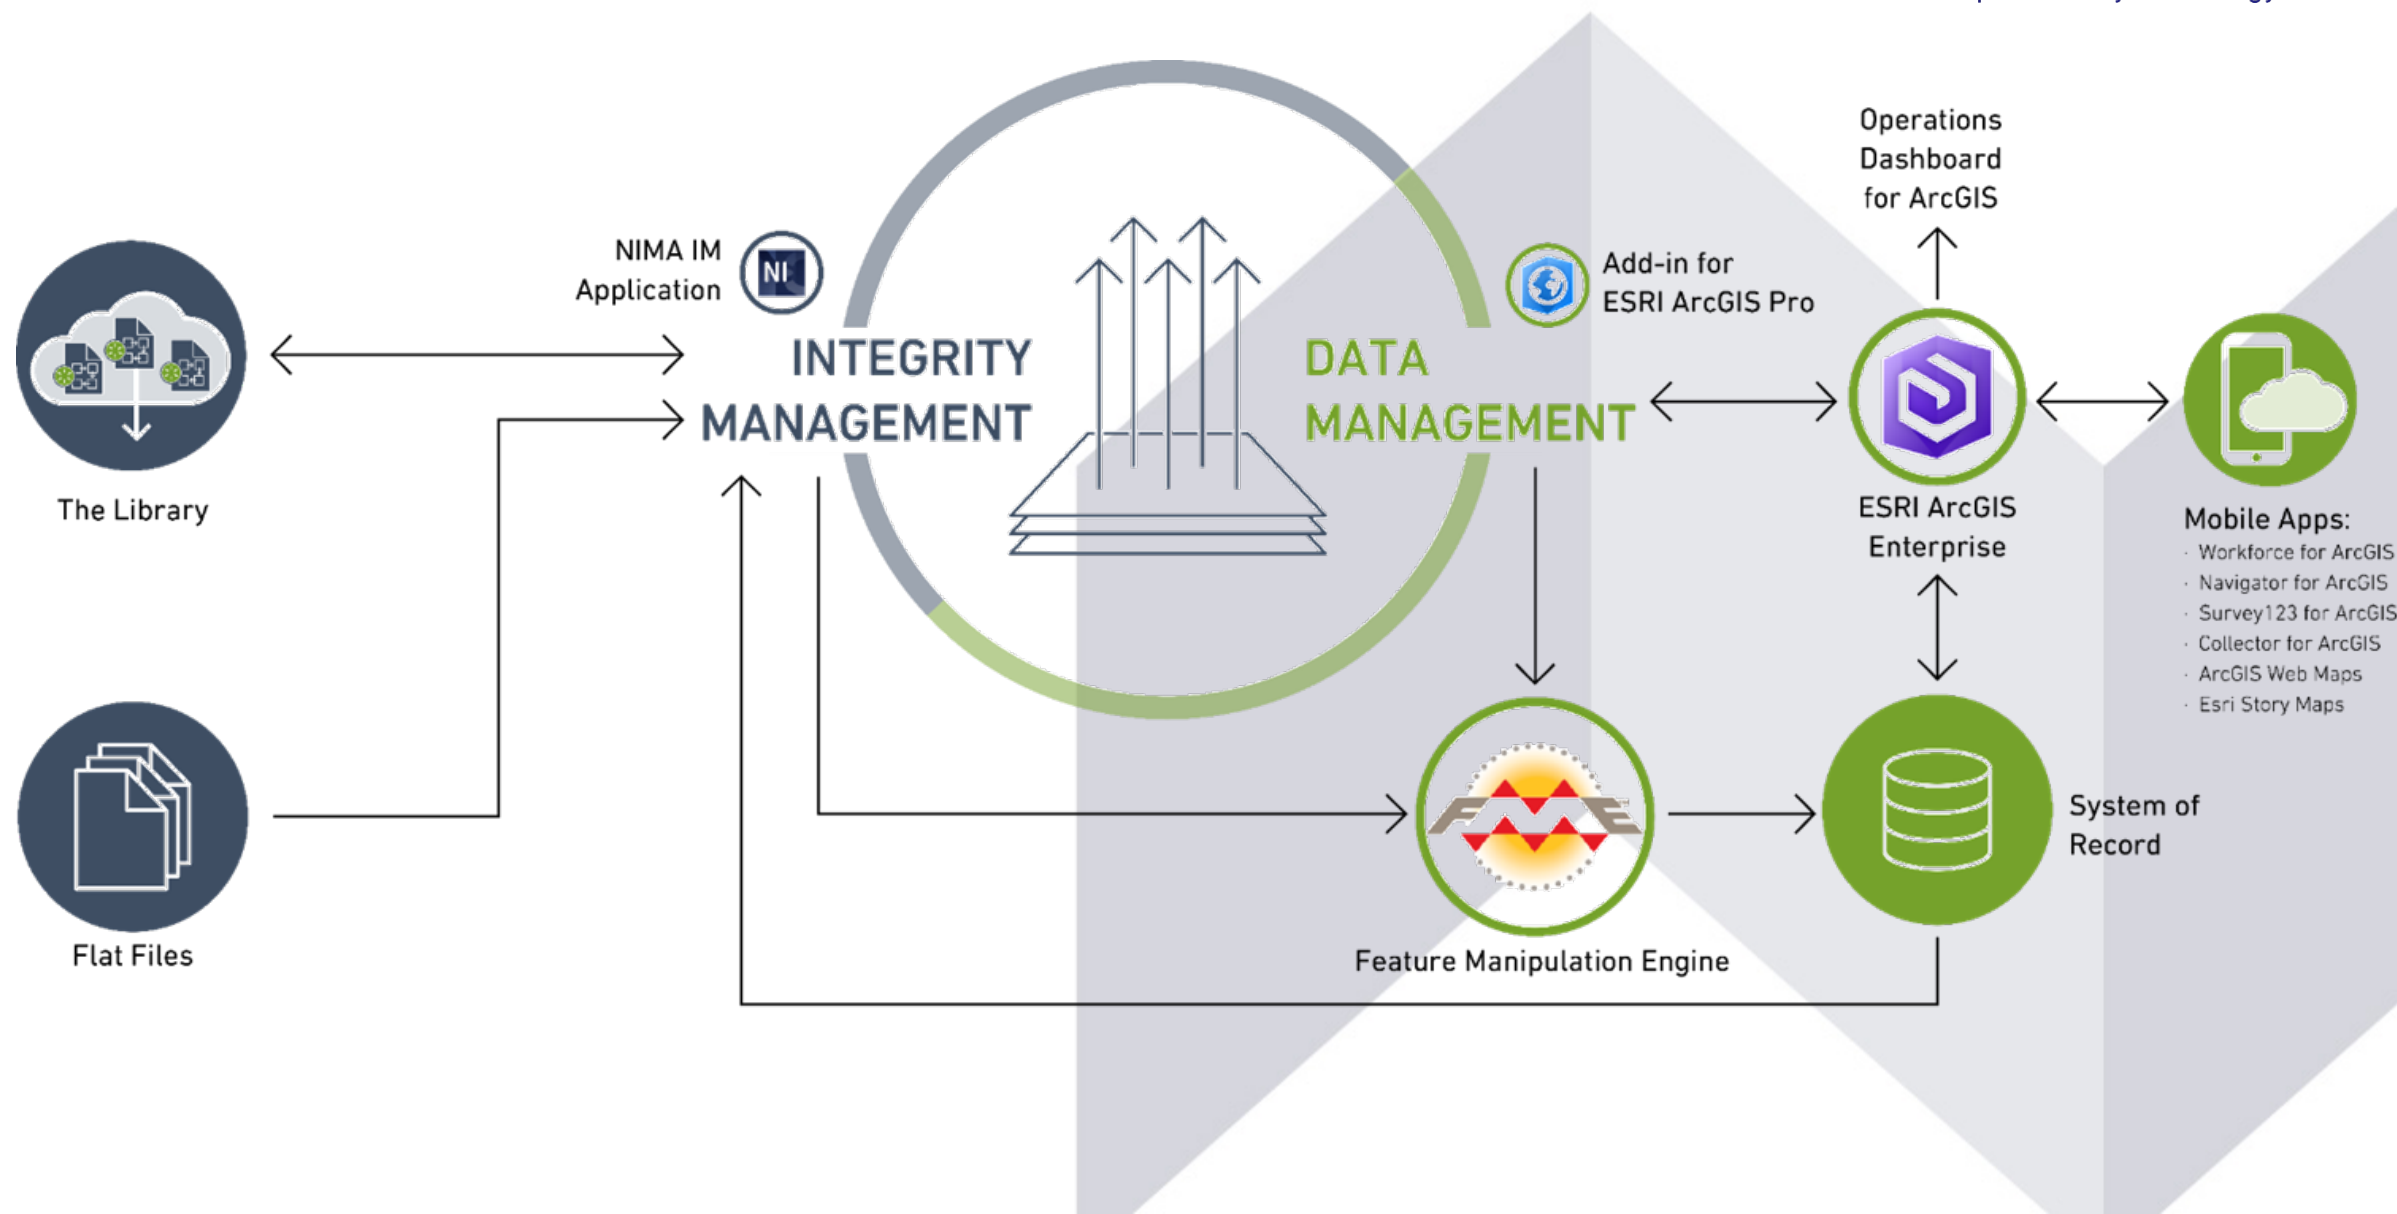 Operations
Dashboard
for ArcGIS
NIMA IM
Application
NI
Add-in for
ESRI ArcGIS Pro
INTEGRITY
MANAGEMENT
DATA
MANAGEMENT
The Library
ESRI ArcGIS
Enterprise
Mobile Apps:
· Workforce for ArcGIS
· Navigator for ArcGIS
· Survey123 for ArcGIS
· Collector for ArcGIS
· ArcGIS Web Maps
· Esri Story Maps
FME
System of
Record
Flat Files
Feature Manipulation Engine